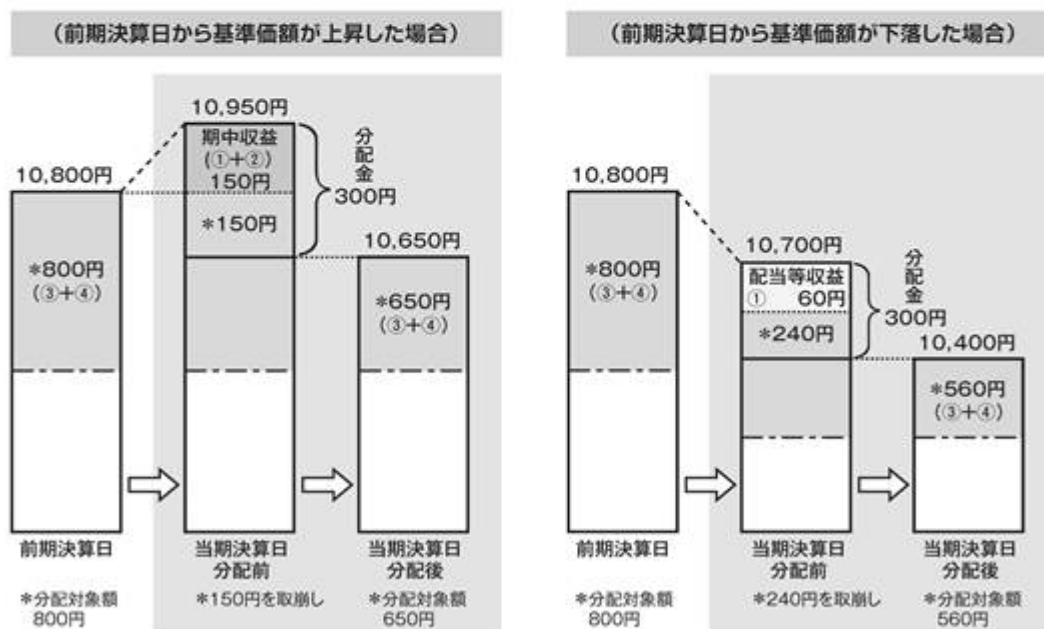 (前期決算日から基準価額が上昇した場合)
10,950円
期中収益
(①+②)
150円
*150円
分配金
300円
10,800円
*800円
(③+④)
10,650円
*650円
(③+④)
前期決算日
当期決算日
分配前
当期決算日
分配後
*分配対象額
800円
*150円を取崩し
*分配対象額
650円
(前期決算日から基準価額が下落した場合)
10,800円
*800円
(③+④)
10,700円
配当等収益
① 60円
*240円
分配金
300円
10,400円
*560円
(③+④)
前期決算日
当期決算日
分配前
当期決算日
分配後
*分配対象額
800円
*240円を取崩し
*分配対象額
560円